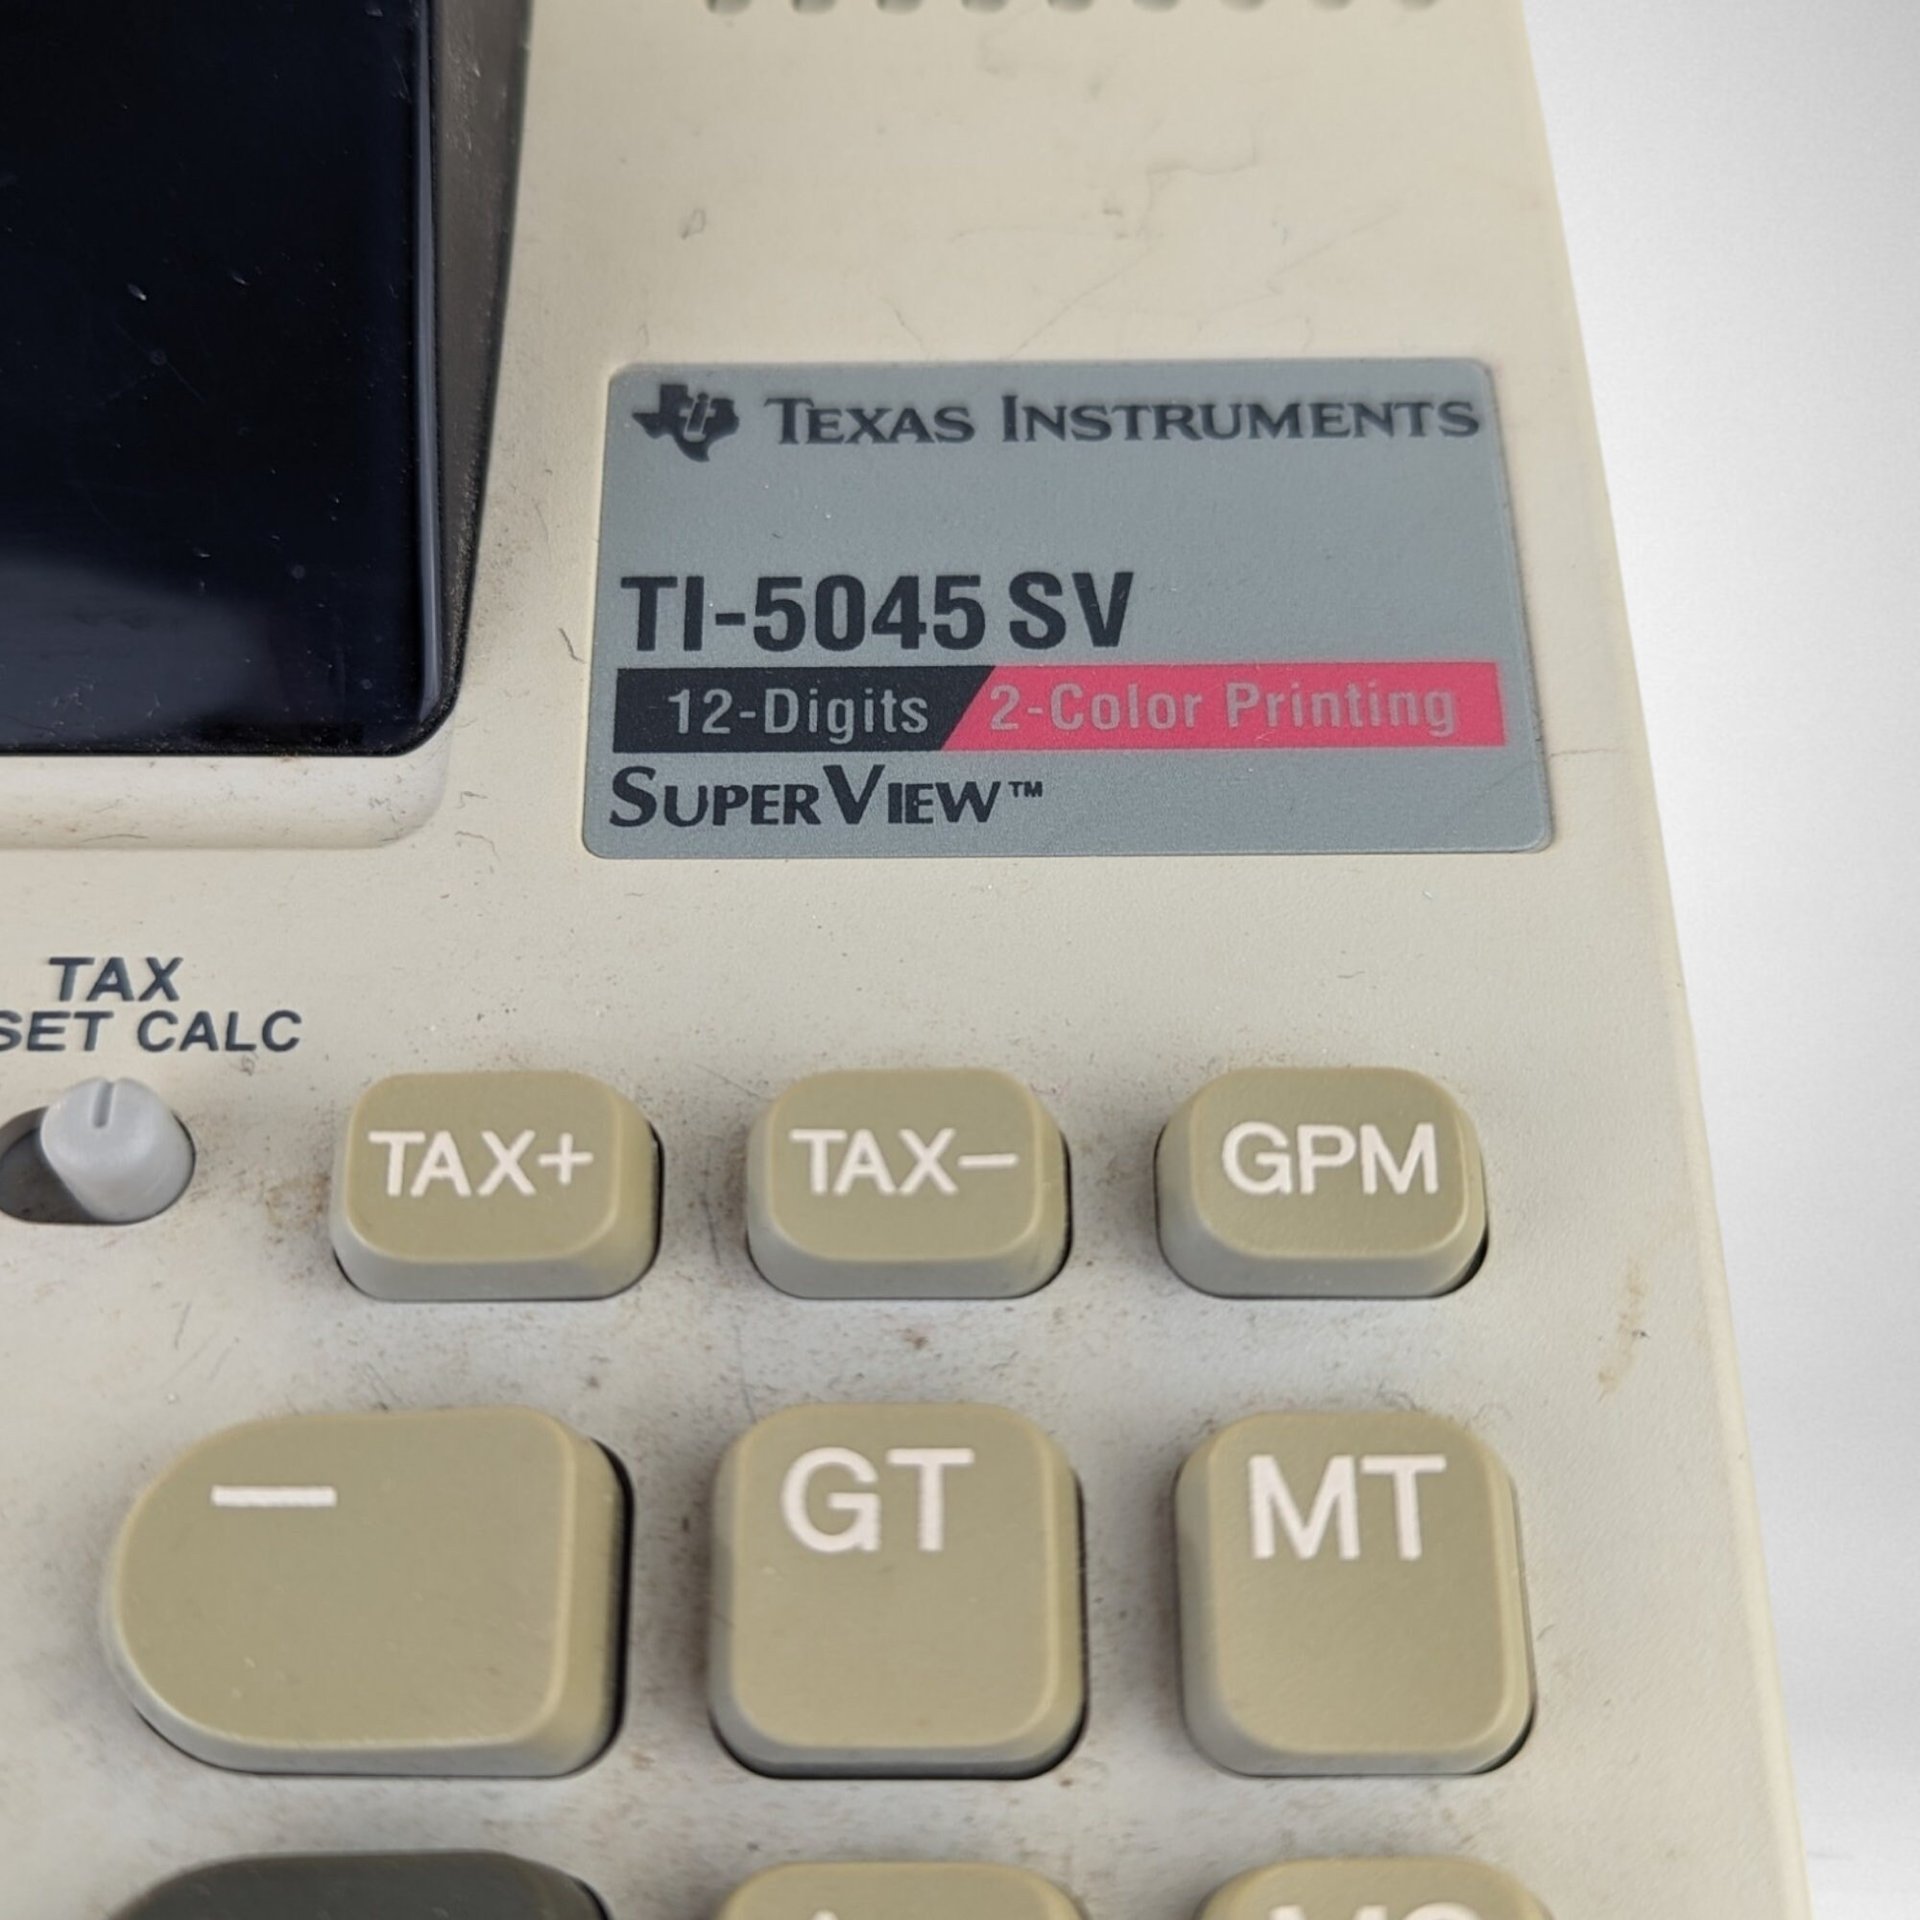 TEXAS INSTRUMENTS
TI-5045 SV
12-Digits 2-Color Printing
SUPERVIEW™
TAX
SET CALC
TAX+ TAX− GPM
− GT MT